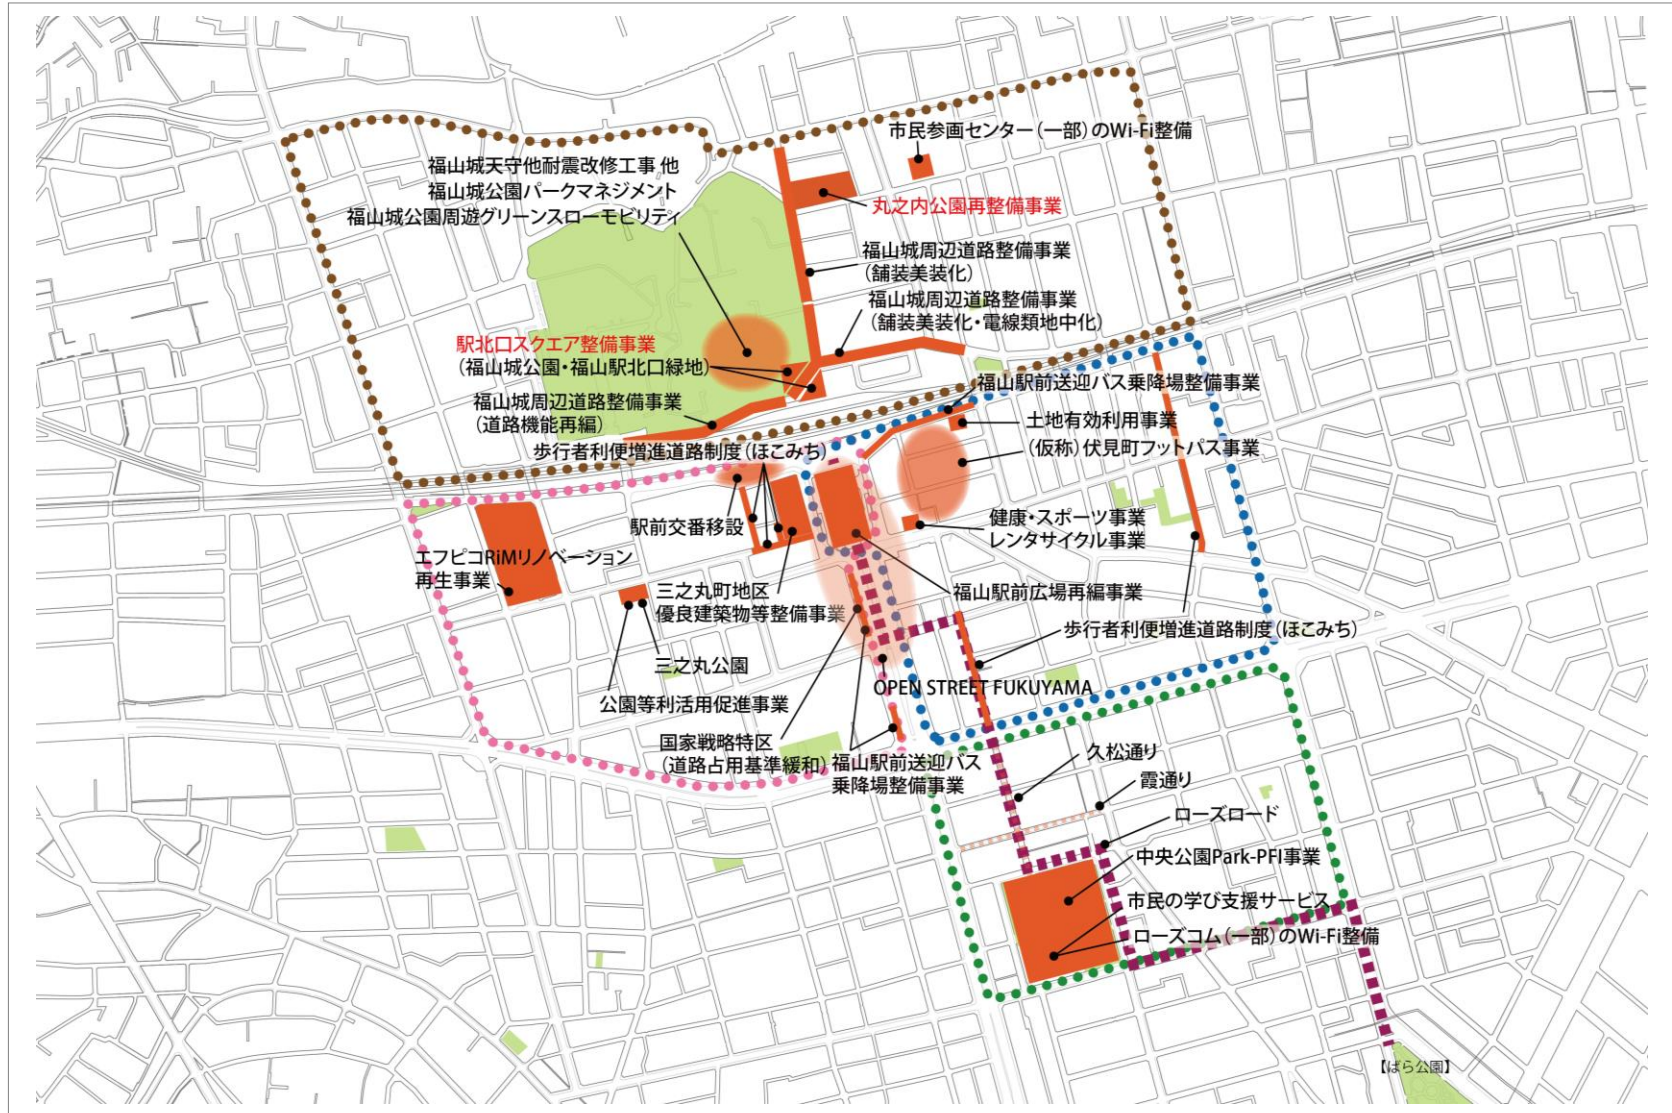 市民参画センター(一部)のWi-Fi整備
福山城天守他耐震改修工事 他
福山城公園パークマネジメント
福山城公園周遊グリーンスローモビリティ
丸之内公園再整備事業
福山城周辺道路整備事業
(舗装美装化)
福山城周辺道路整備事業
(舗装美装化・電線類地中化)
駅北口スクエア整備事業
(福山城公園・福山駅北口緑地)
福山城周辺道路整備事業
(道路機能再編)
福山駅前送迎バス乗降場整備事業
土地有効利用事業
(仮称)伏見町フットパス事業
歩行者利便増進道路制度(ほこみち)
駅前交番移設
健康・スポーツ事業
レンタサイクル事業
エフピコRiMリノベーション
再生事業
三之丸町地区
優良建築物等整備事業
福山駅前広場再編事業
歩行者利便増進道路制度(ほこみち)
三之丸公園
OPEN STREET FUKUYAMA
公園等利活用促進事業
国家戦略特区
(道路占用基準緩和)
福山駅前送迎バス
乗降場整備事業
久松通り
霞通り
ローズロード
中央公園Park-PFI事業
市民の学び支援サービス
ローズコム(一部)のWi-Fi整備
【ばら公園】